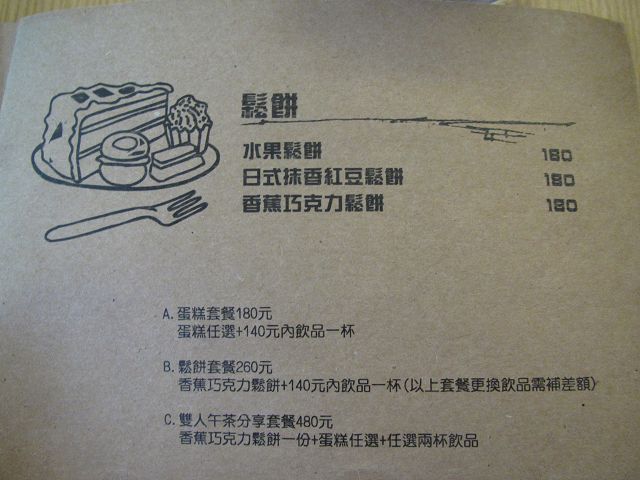 鬆餅
水果鬆餅 180
日式抹香紅豆鬆餅 180
香蕉巧克力鬆餅 180
A. 蛋糕套餐180元
蛋糕任選+140元內飲品一杯
B. 鬆餅套餐260元
香蕉巧克力鬆餅+140元內飲品一杯(以上套餐更換飲品需補差額)
C. 雙人午茶分享套餐480元
香蕉巧克力鬆餅一份+蛋糕任選+任選兩杯飲品